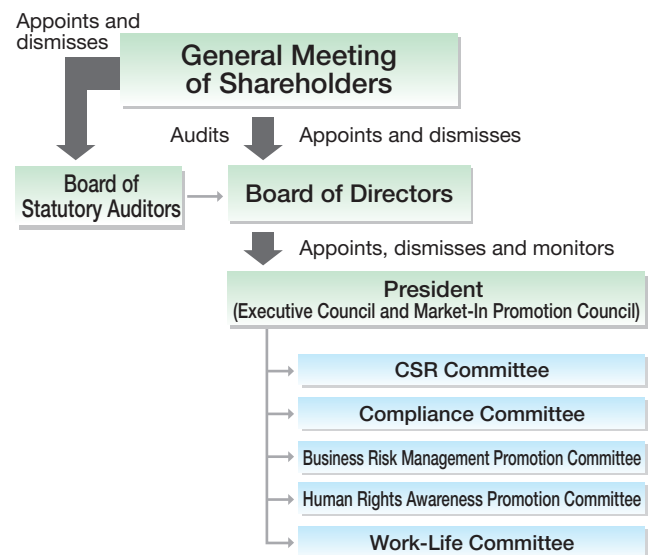 Appoints and
dismisses
General Meeting
of Shareholders
Audits
Appoints and dismisses
Board of
Statutory Auditors
Board of Directors
Appoints, dismisses and monitors
President
(Executive Council and Market-In Promotion Council)
CSR Committee
Compliance Committee
Business Risk Management Promotion Committee
Human Rights Awareness Promotion Committee
Work-Life Committee